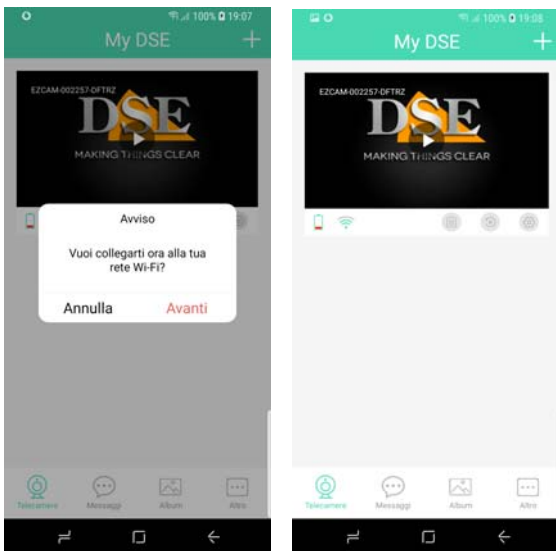 100% 19:07
My DSE
EZCAM-002257-DFTRZ
DSE
MAKING THINGS CLEAR
Avviso
Vuoi collegarti ora alla tua
rete Wi-Fi?
Annulla
Avanti
Telecamere
Messaggi
Album
Altro
100% 19:08
My DSE
EZCAM-002257-DFTRZ
DSE
MAKING THINGS CLEAR
Telecamere
Messaggi
Album
Altro